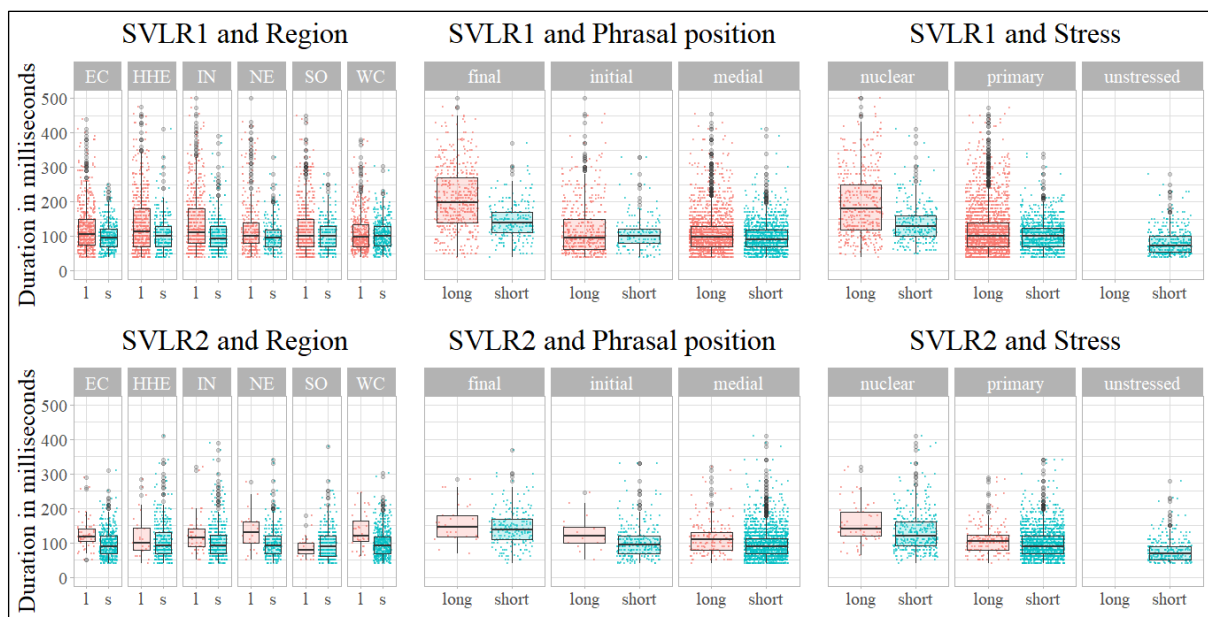 SVLR1 and Region
SVLR1 and Phrasal position
SVLR1 and Stress
EC HHE IN NE SO WC
final initial medial
nuclear primary unstressed
Duration in milliseconds
500
400
300
200
100
0
l s l s l s l s l s l s
long short long short long short
long short long short long short
SVLR2 and Region
SVLR2 and Phrasal position
SVLR2 and Stress
EC HHE IN NE SO WC
final initial medial
nuclear primary unstressed
Duration in milliseconds
500
400
300
200
100
0
l s l s l s l s l s l s
long short long short long short
long short long short long short